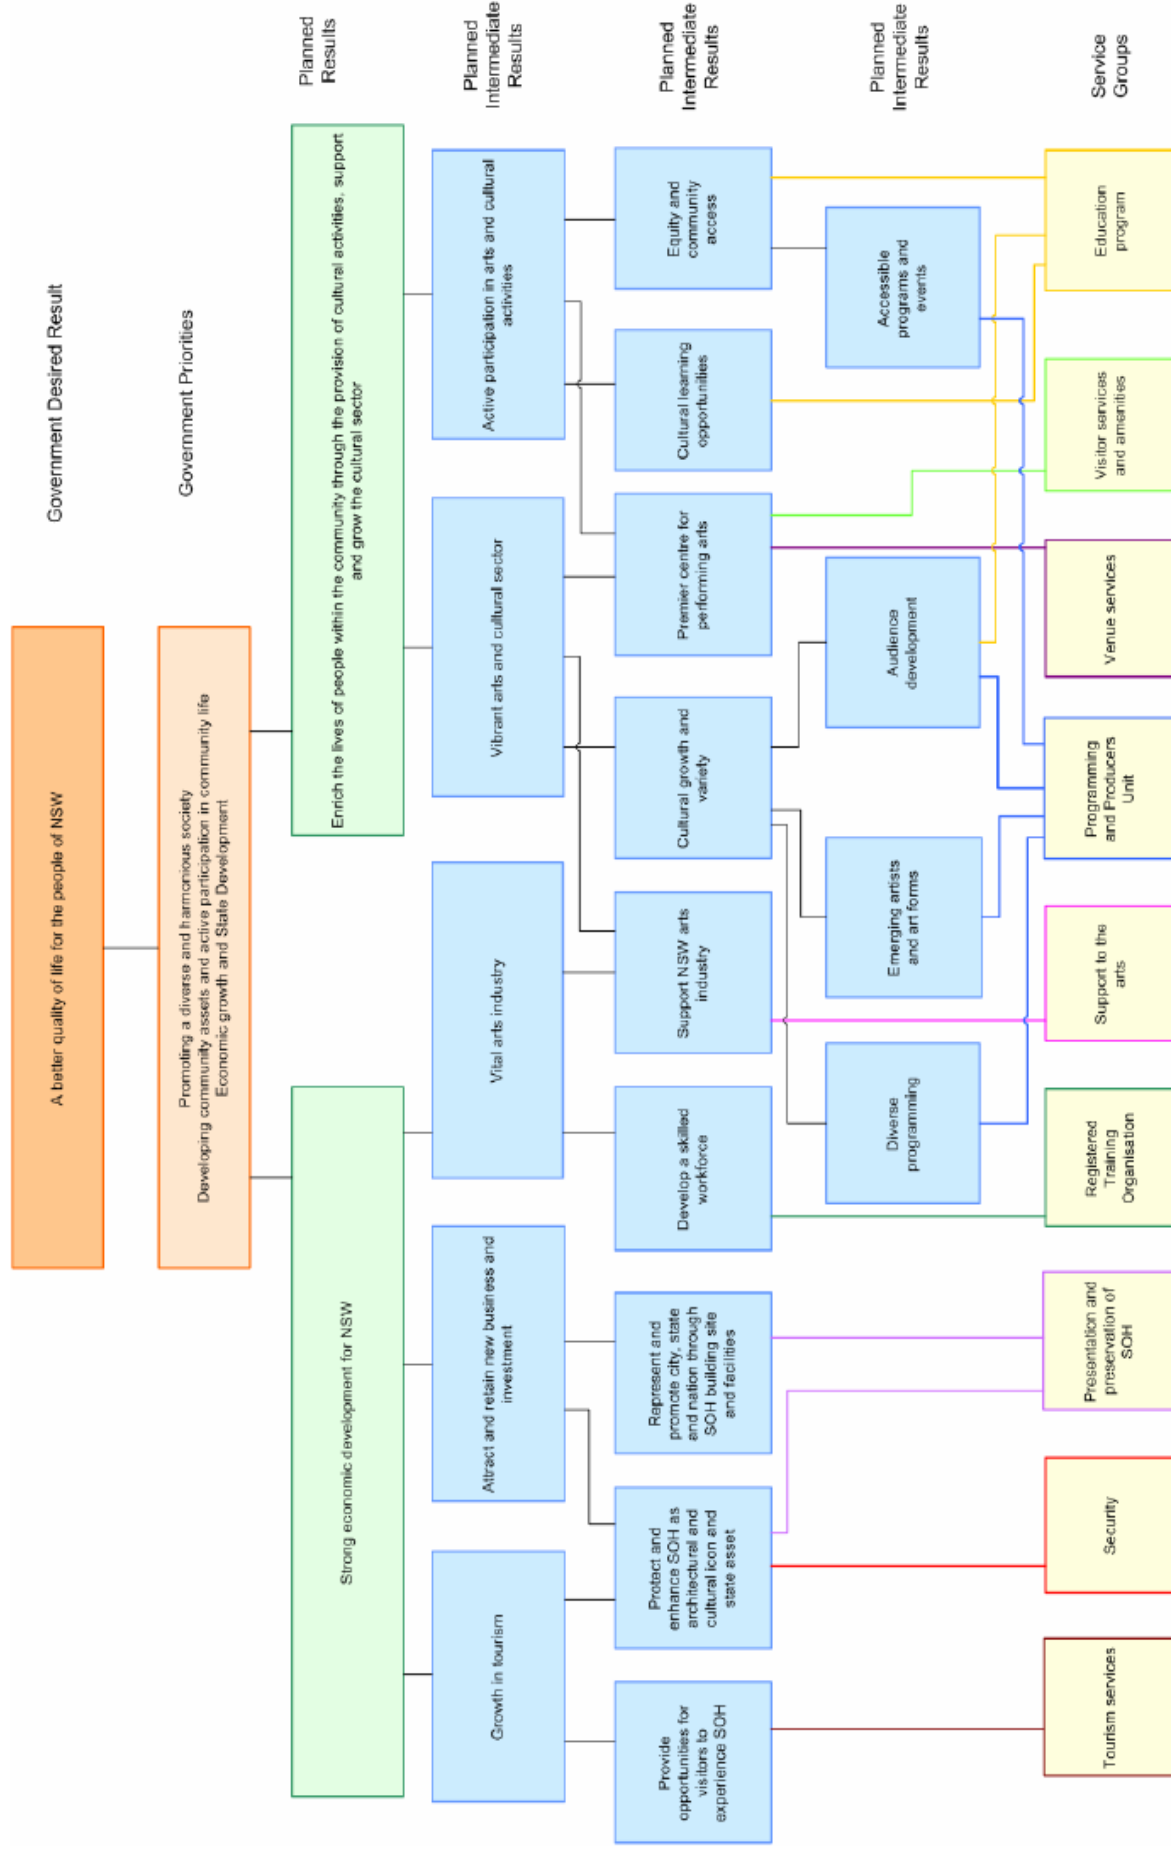 Government Desired Result
A better quality of life for the people of NSW
Government Priorities
Promoting a diverse and harmonious society
Developing community assets and active participation in community life
Economic growth and State Development
Planned
Results
Strong economic development for NSW
Enrich the lives of people within the community through the provision of cultural activities, support
and grow the cultural sector
Planned
Intermediate
Results
Growth in tourism
Attract and retain new business and
investment
Vital arts industry
Vibrant arts and cultural sector
Active participation in arts and cultural
activities
Planned
Intermediate
Results
Provide
opportunities for
visitors to
experience SOH
Protect and
enhance SOH as
architectural and
cultural icon and
state asset
Represent and
promote city, state
and nation through
SOH building site
and facilities
Develop a skilled
workforce
Support NSW arts
industry
Cultural growth and
variety
Premier centre for
performing arts
Cultural learning
opportunities
Equity and
community
access
Planned
Intermediate
Results
Diverse
programming
Emerging artists
and art forms
Audience
development
Accessible
programs and
events
Service
Groups
Tourism services
Security
Presentation and
preservation of
SOH
Registered
Training
Organisation
Support to the
arts
Programming
and Producers
Unit
Venue services
Visitor services
and amenities
Education
program